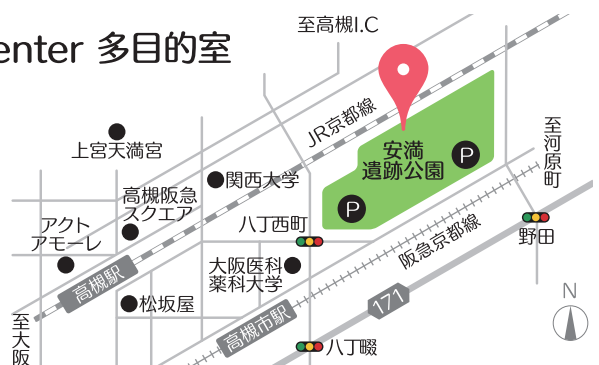 enter 多目的室
至高槻I.C
JR京都線
上宮天満宮
関西大学
安満
遺跡公園
P
P
至河原町
高槻阪急
スクエア
アクト
アモーレ
八丁西町
阪急京都線
野田
大阪医科
薬科大学
高槻駅
松坂屋
171
N
高槻市駅
至大阪
八丁畷